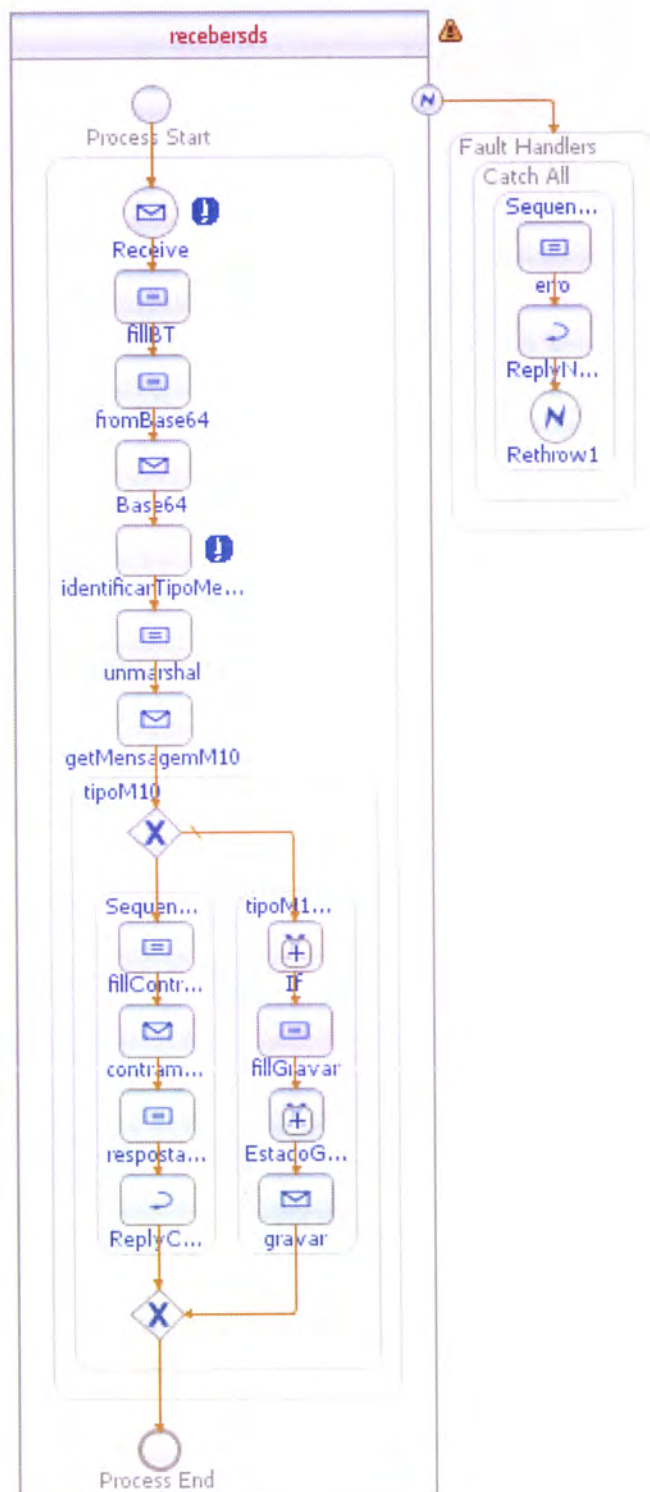 recebersds
Process Start
Receive
fillBT
fromBase64
Base64
identificarTipoMe...
unmarshal
getMensagemM10
tipoM10
Sequen...
fillContr...
contram...
resposta...
ReplyC...
tipoM1...
If
fillGravar
EstadoG...
gravar
Process End
Fault Handlers
Catch All
Sequen...
erro
ReplyN...
Rethrow1